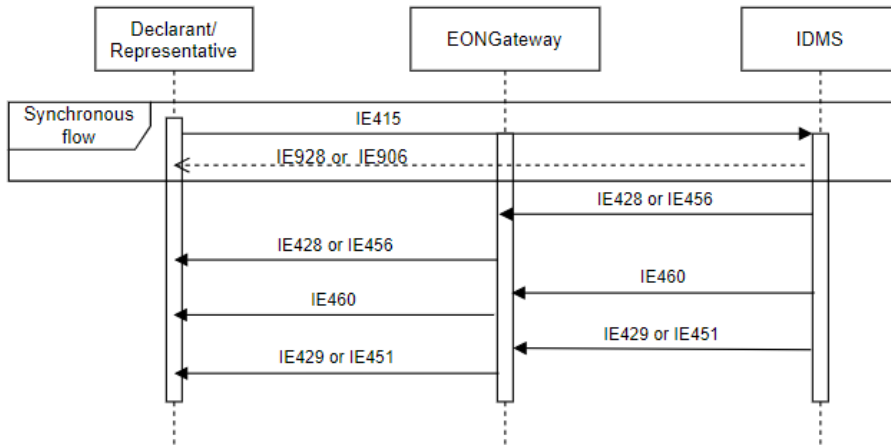 Declarant/
Representative
EONGateway
IDMS
Synchronous
flow
IE415
IE928 or IE906
IE428 or IE456
IE428 or IE456
IE460
IE460
IE429 or IE451
IE429 or IE451